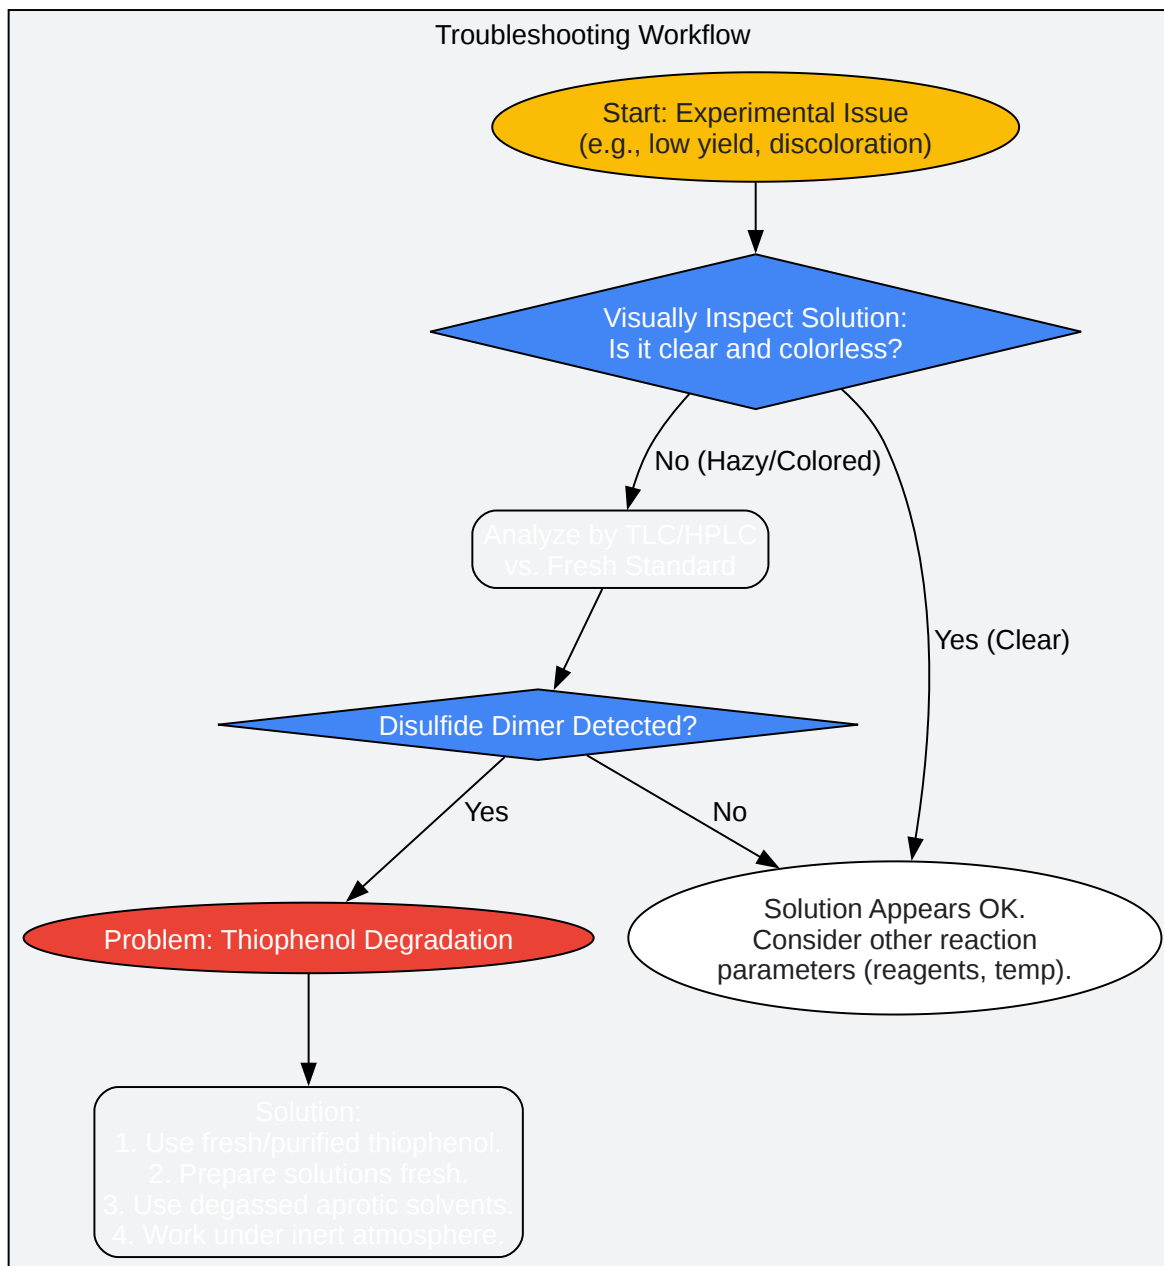 Troubleshooting Workflow
Start: Experimental Issue
(e.g., low yield, discoloration)
Visually Inspect Solution:
Is it clear and colorless?
No (Hazy/Colored)
Analyze by TLC/HPLC
vs. Fresh Standard
Yes (Clear)
Disulfide Dimer Detected?
Yes
No
Problem: Thiophenol Degradation
Solution Appears OK.
Consider other reaction
parameters (reagents, temp).
Solution:
1. Use fresh/purified thiophenol.
2. Prepare solutions fresh.
3. Use degassed aprotic solvents.
4. Work under inert atmosphere.